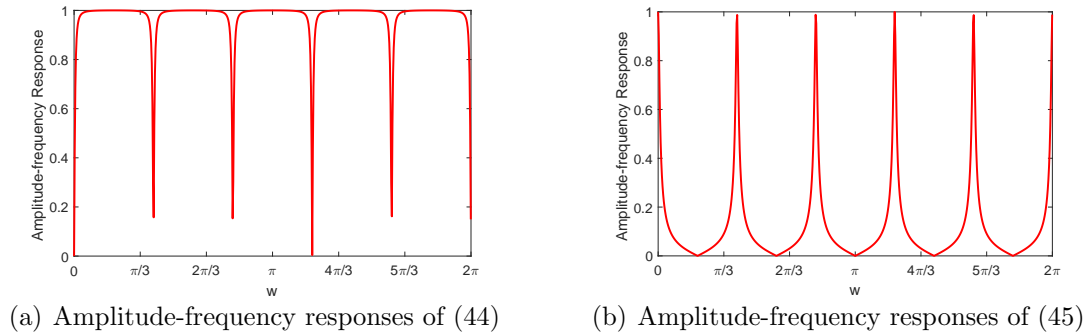 Amplitude-frequency Response
1
0.8
0.6
0.4
0.2
0
0 π/3 2π/3 π 4π/3 5π/3 2π
w
(a) Amplitude-frequency responses of (44)
Amplitude-frequency Response
1
0.8
0.6
0.4
0.2
0
0 π/3 2π/3 π 4π/3 5π/3 2π
w
(b) Amplitude-frequency responses of (45)